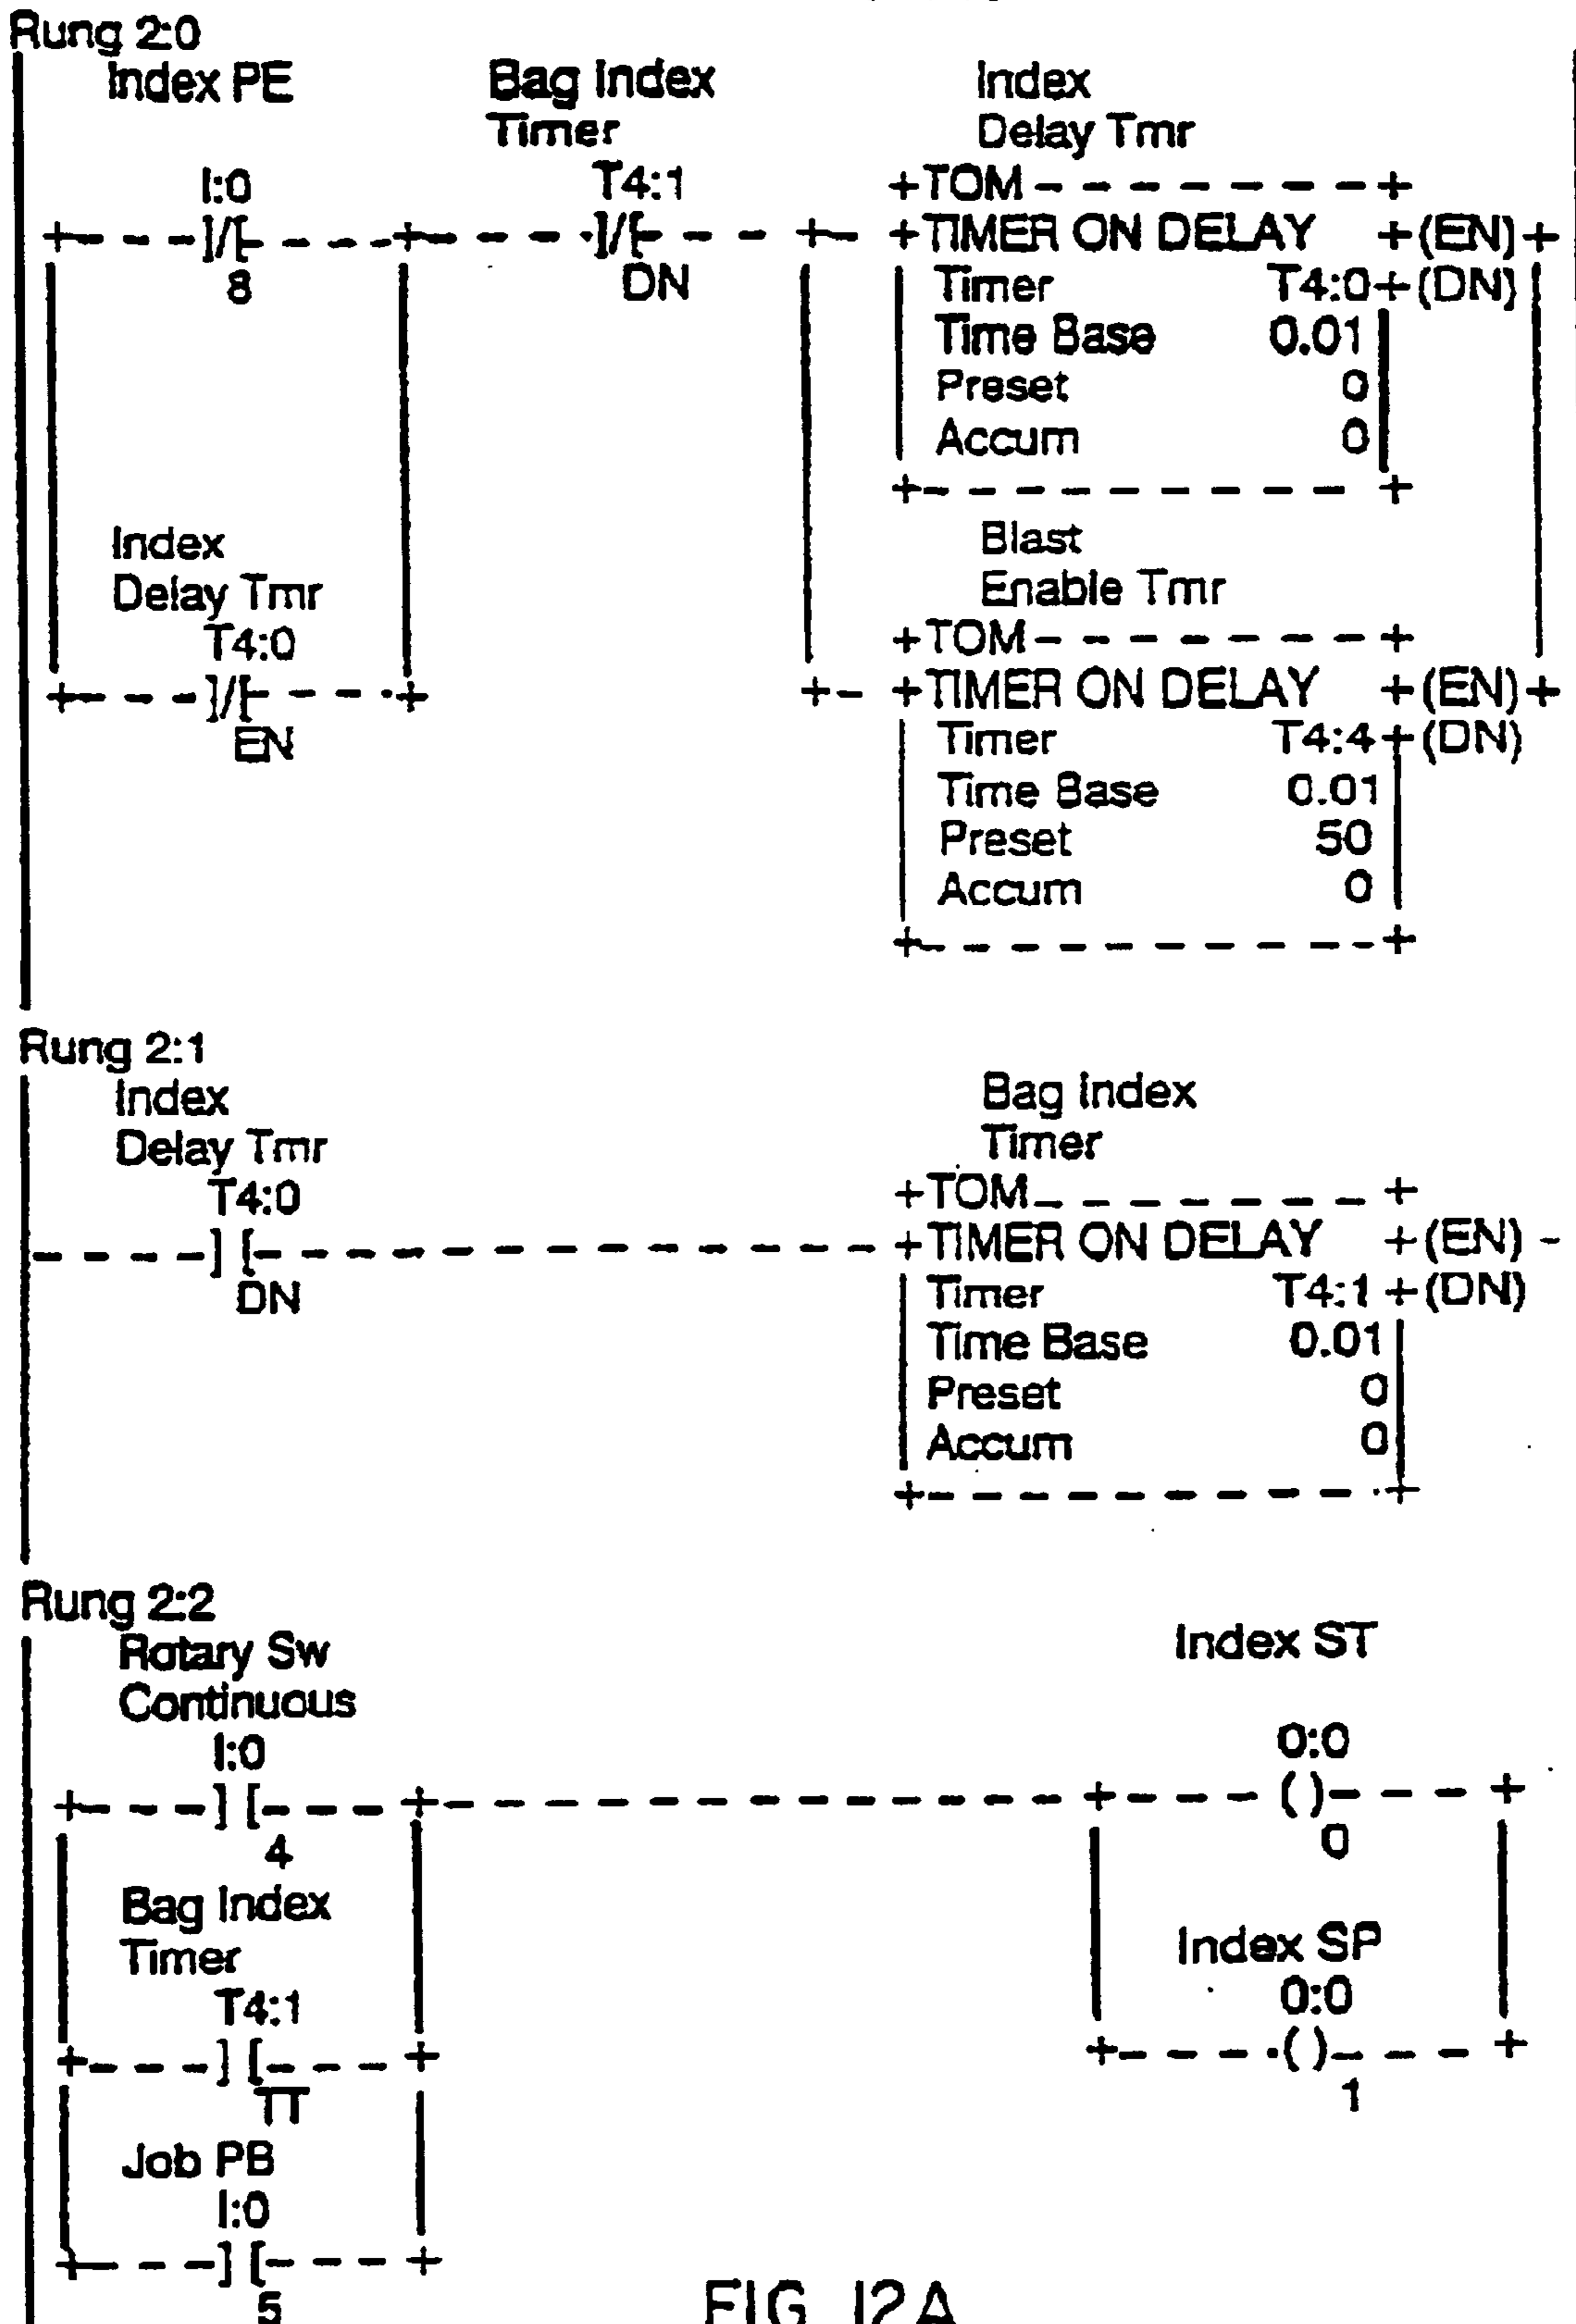 Rung 2:0
Index PE Bag Index Index
Timer Delay Tmr
I:0 T4:1 +TOM- - - - - - - -+
+- - -]/[- - - -+- - - -]/[- - - +- +TIMER ON DELAY +(EN)+
8 DN Timer T4:0+(DN)
Time Base 0.01
Preset 0
Accum 0
+- - - - - - - - - - +
Index Blast
Delay Tmr Enable Tmr
T4:0 +TOM- - - - - - - -+
+- - -]/[- - - -+ +- +TIMER ON DELAY +(EN)+
EN Timer T4:4+(DN)
Time Base 0.01
Preset 50
Accum 0
+- - - - - - - - - - -+
Rung 2:1
Index Bag Index
Delay Tmr Timer
T4:0 +TOM- - - - - - - -+
- - - -] [- - - - - - - - - - - - - +TIMER ON DELAY +(EN) -
DN Timer T4:1 +(DN)
Time Base 0.01
Preset 0
Accum 0
+- - - - - - - - - - -+
Rung 2:2
Rotary Sw Index ST
Continuous
I:0 0:0
+- - -] [- - - +- - - - - - - - - - - - - - +- - - ( )- - - +
4 0
Bag Index
Timer Index SP
T4:1 0:0
+- - -] [- - - + +- - - -( )- - - +
TT 1
Job PB
I:0
+- - -] [- - - +
5
FIG. 12A